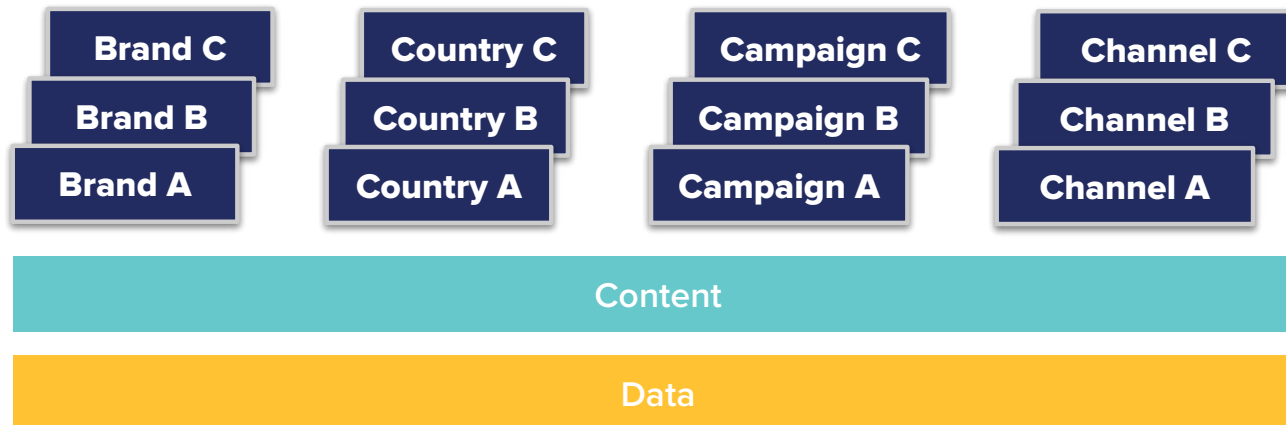 Brand C
Brand B
Brand A
Country C
Country B
Country A
Campaign C
Campaign B
Campaign A
Channel C
Channel B
Channel A
Content
Data